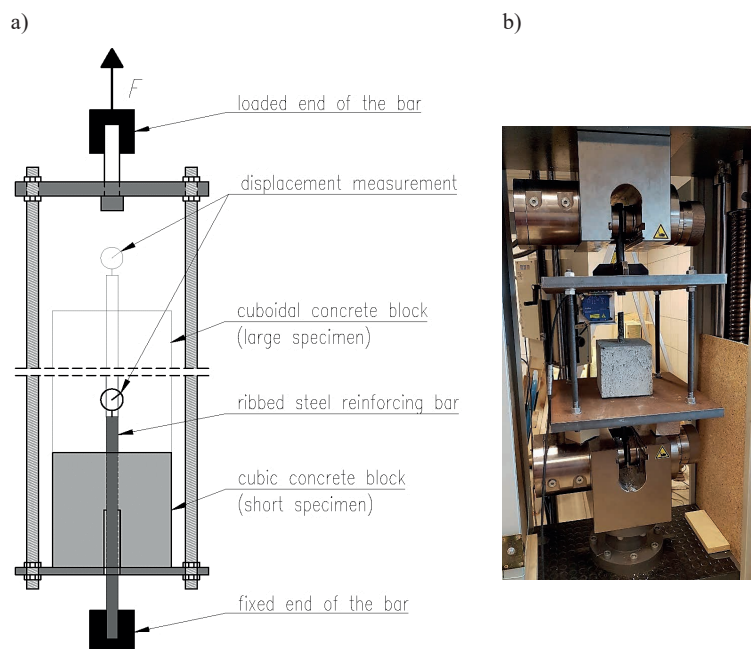 a)
b)
F
loaded end of the bar
displacement measurement
cuboidal concrete block
(large specimen)
ribbed steel reinforcing bar
cubic concrete block
(short specimen)
fixed end of the bar